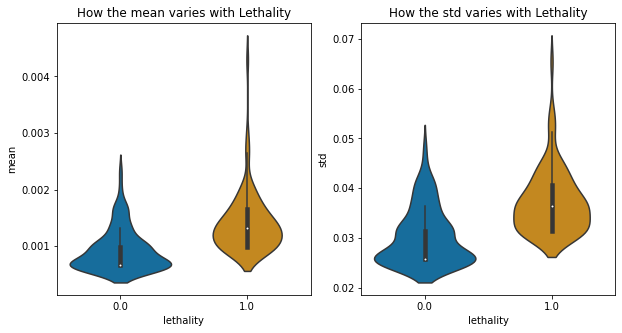 How the mean varies with Lethality
mean
0.004
0.003
0.002
0.001
0.0
1.0
lethality
How the std varies with Lethality
std
0.07
0.06
0.05
0.04
0.03
0.02
0.0
1.0
lethality